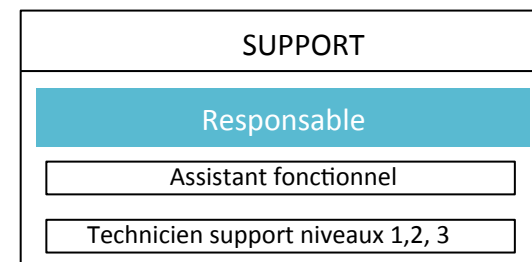 SUPPORT
Responsable
Assistant fonctionnel
Technicien support niveaux 1,2, 3